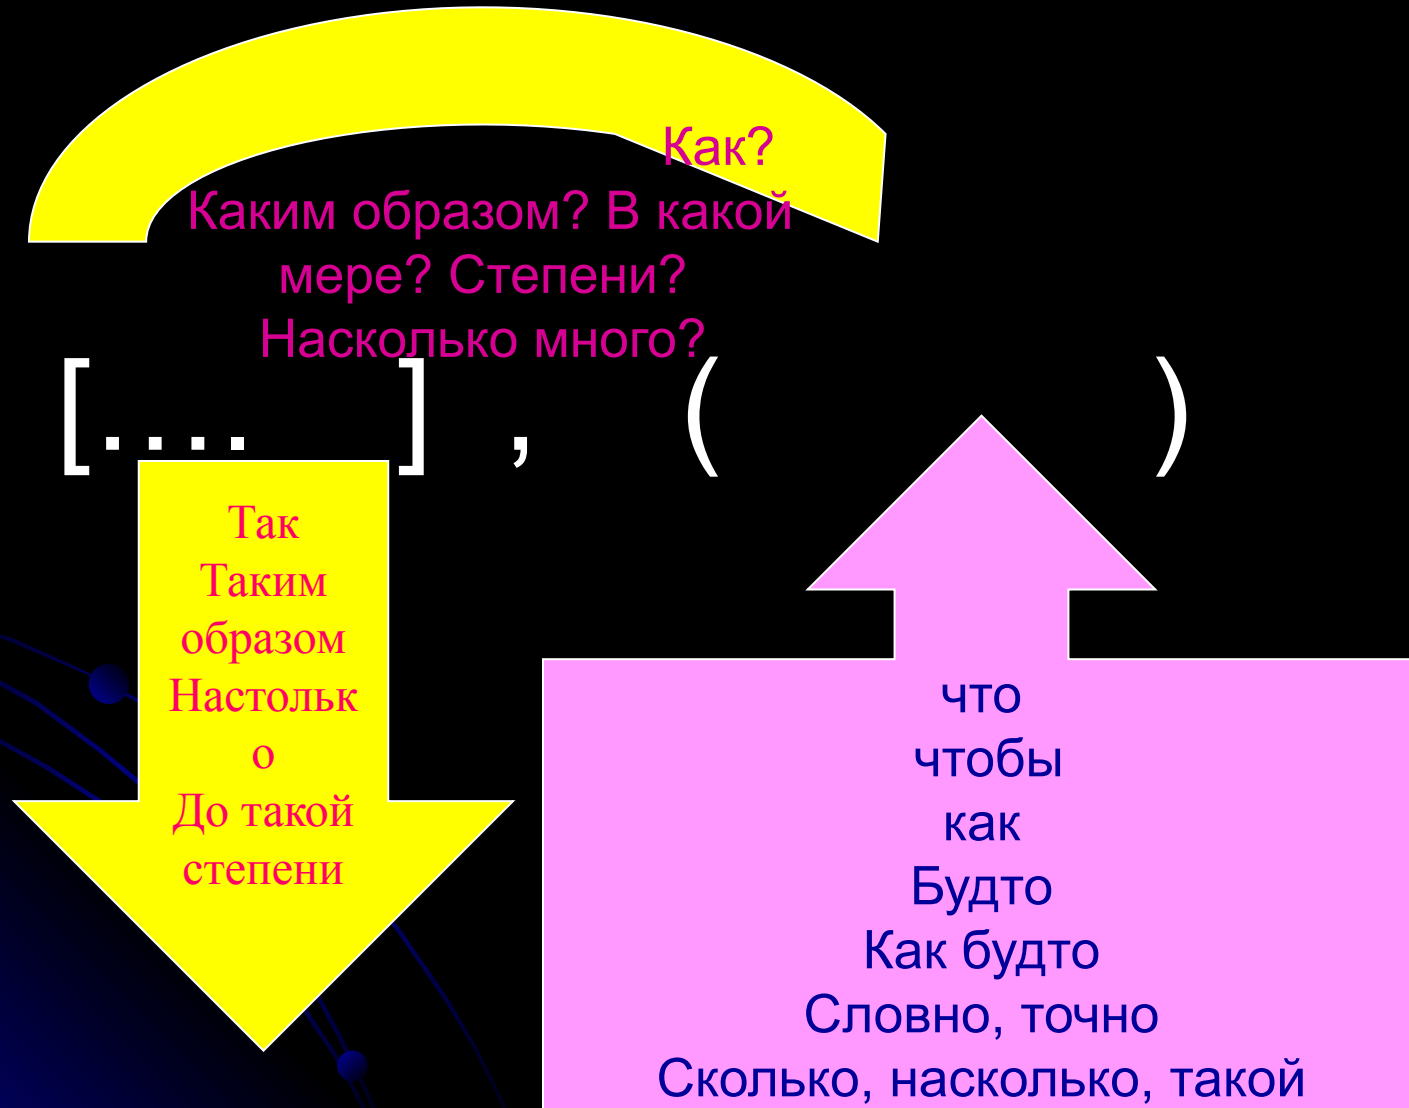 Как?
Каким образом? В какой
мере? Степени?
Насколько много?
[.... ] , ( )
Так
Таким
образом
Настольк
о
До такой
степени
что
чтобы
как
Будто
Как будто
Словно, точно
Сколько, насколько, такой